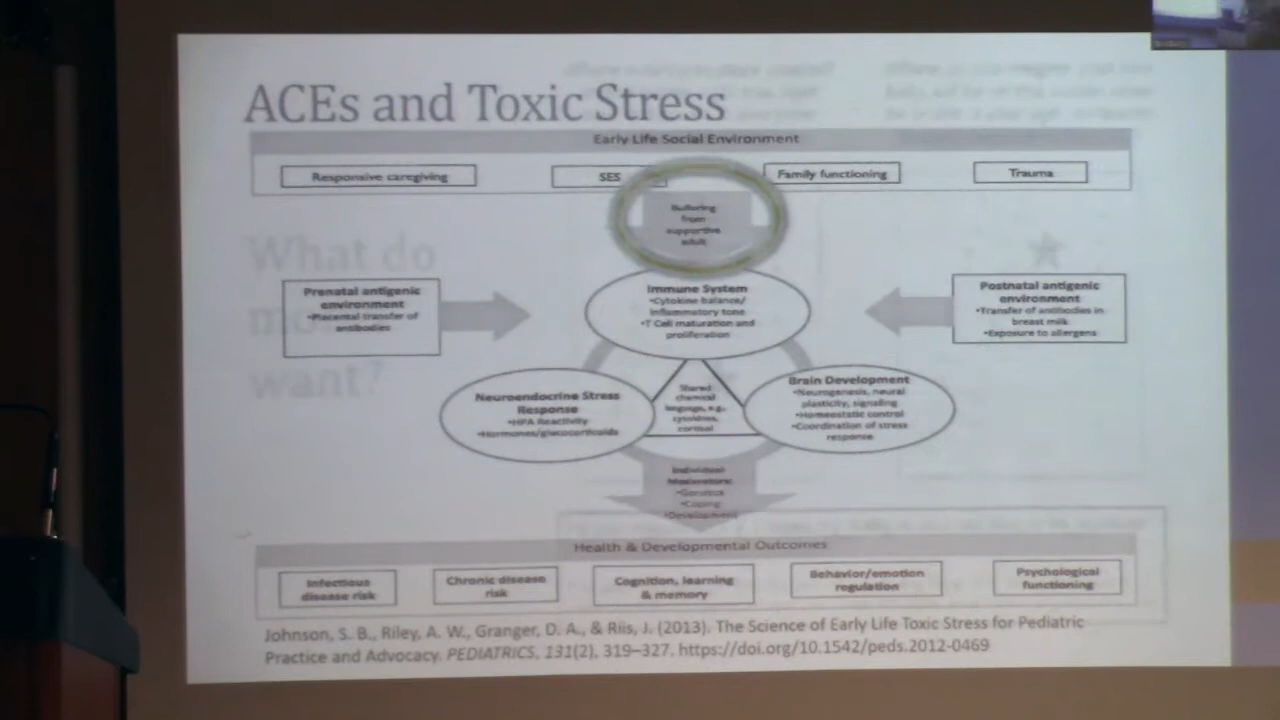 ACEs and Toxic Stress
Early Life Social Environment
Responsive caregiving
SES
Family functioning
Trauma
Buffering
from
supportive
adult
Prenatal antigenic
environment
•Placental transfer of
antibodies
Immune System
•Cytokine balance/
inflammatory tone
•T Cell maturation and
proliferation
Postnatal antigenic
environment
•Transfer of antibodies in
breast milk
•Exposure to allergens
Neuroendocrine Stress
Response
•HPA Reactivity
•Hormones/glucocorticoids
Shared
chemical
language, e.g.,
cytokines,
cortisol
Brain Development
•Neurogenesis, neural
plasticity, signaling
•Homeostatic control
•Coordination of stress
response
Individual
Moderators:
•Genetics
•Coping
•Development
What do
want?
Health & Developmental Outcomes
Infectious
disease risk
Chronic disease
risk
Cognition, learning
& memory
Behavior/emotion
regulation
Psychological
functioning
Johnson, S. B., Riley, A. W., Granger, D. A., & Riis, J. (2013). The Science of Early Life Toxic Stress for Pediatric
Practice and Advocacy. PEDIATRICS, 131(2), 319–327. https://doi.org/10.1542/peds.2012-0469